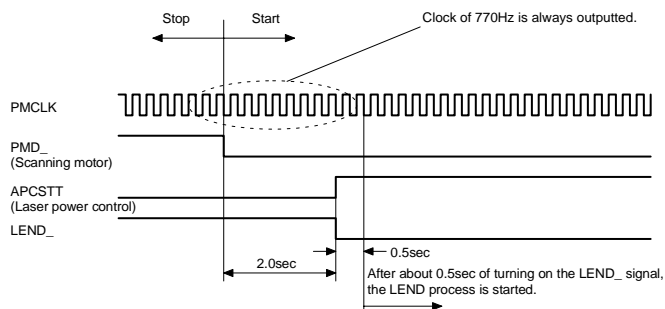 Stop
Start
Clock of 770Hz is always outputted.
PMCLK
PMD_
(Scanning motor)
APCSTT
(Laser power control)
LEND_
0.5sec
2.0sec
After about 0.5sec of turning on the LEND_ signal,
the LEND process is started.